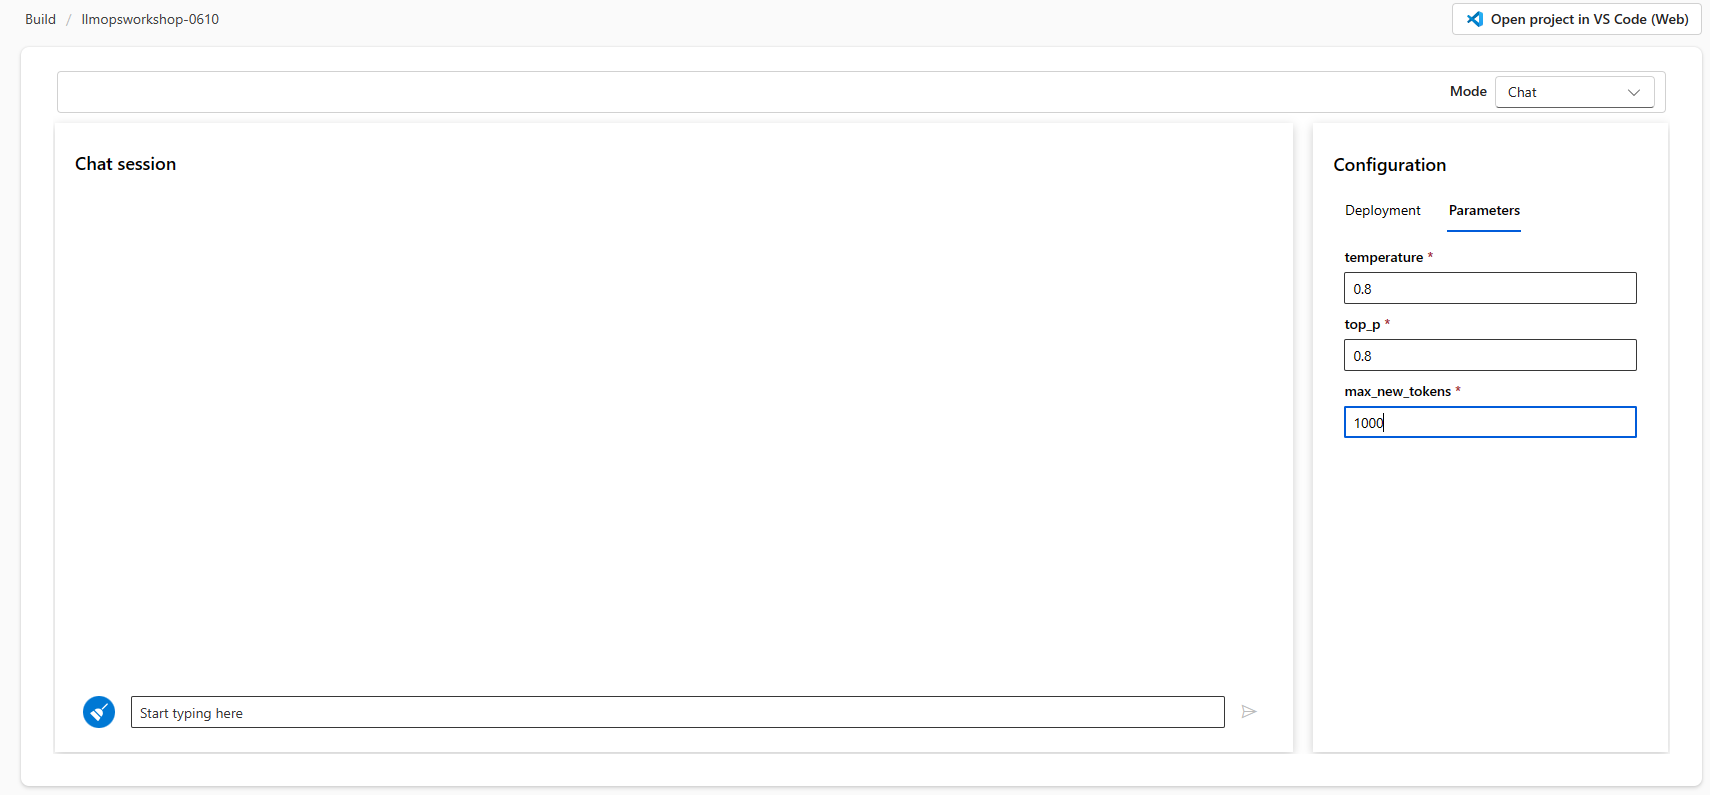 Build / llmopsworkshop-0610
Open project in VS Code (Web)
Mode Chat
Chat session
Configuration
Deployment Parameters
temperature *
0.8
top_p *
0.8
max_new_tokens *
1000
Start typing here